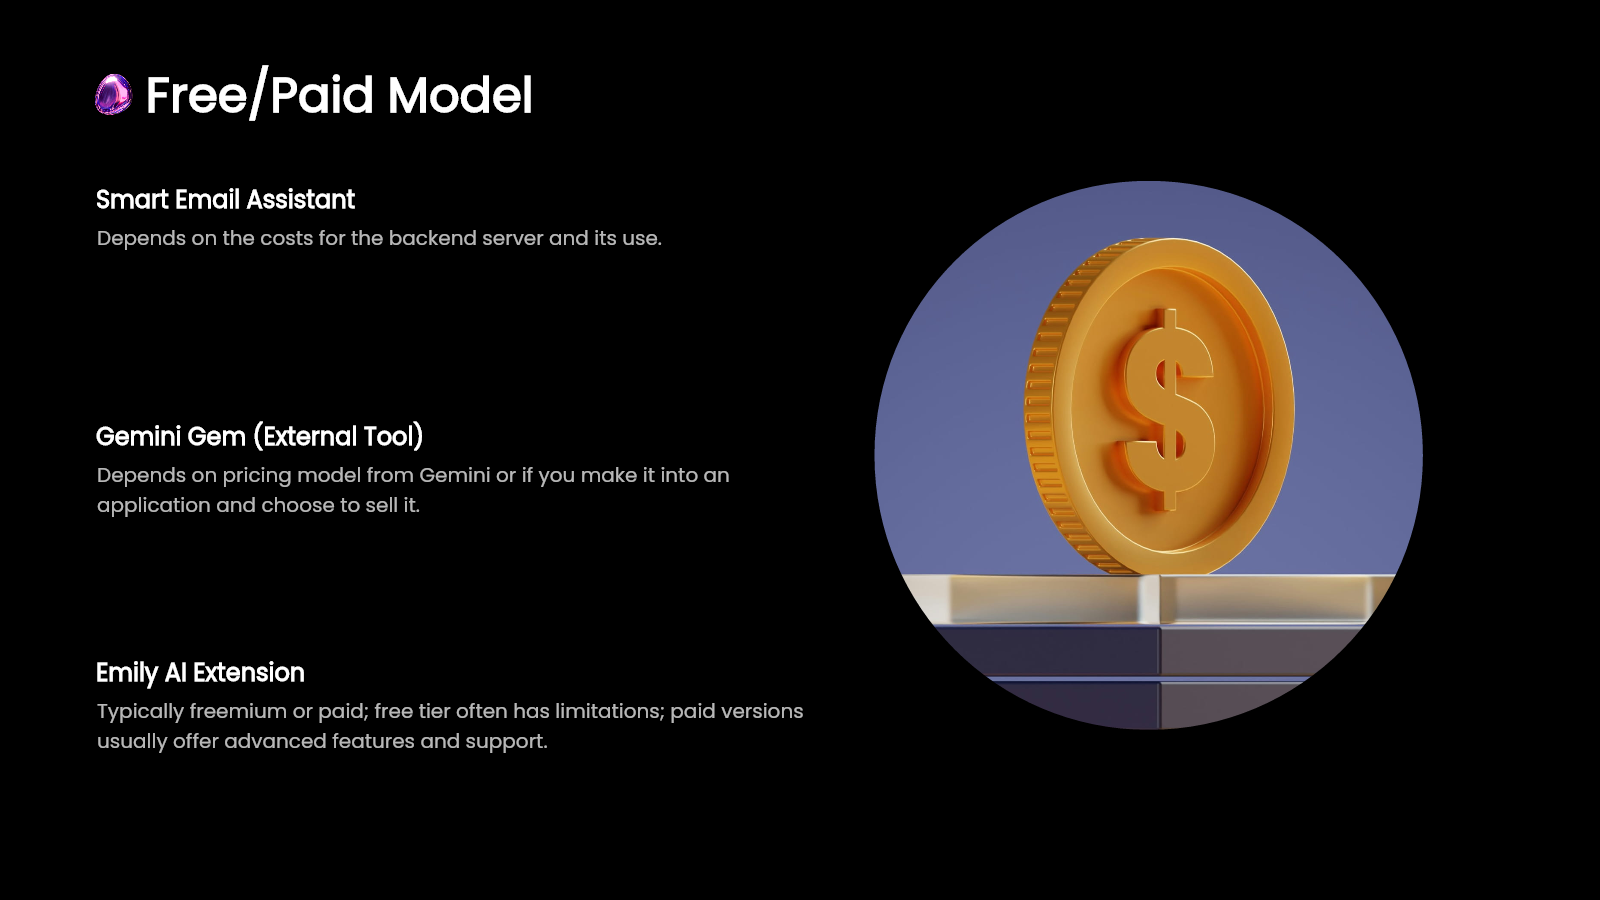 Free/Paid Model
Smart Email Assistant
Depends on the costs for the backend server and its use.
Gemini Gem (External Tool)
Depends on pricing model from Gemini or if you make it into an
application and choose to sell it.
Emily AI Extension
Typically freemium or paid; free tier often has limitations; paid versions
usually offer advanced features and support.
$